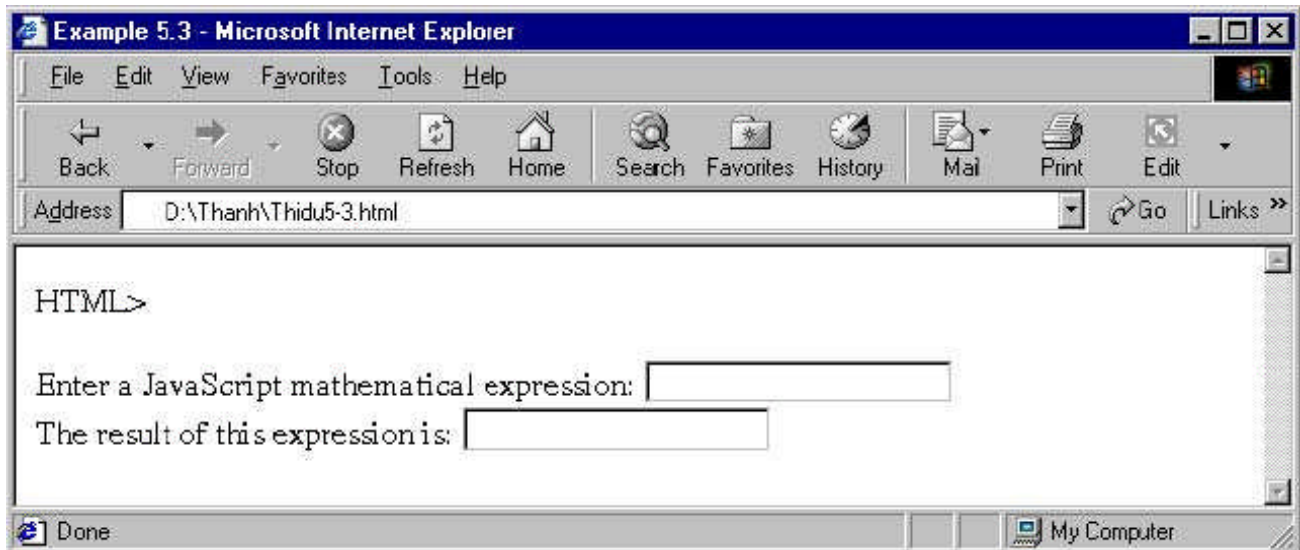 Example 5.3 - Microsoft Internet Explorer
File Edit View Favorites Tools Help
Back Forward Stop Refresh Home Search Favorites History Mail Print Edit
Address D:\Thanh\Thidu5-3.html Go Links »
HTML>
Enter a JavaScript mathematical expression:
The result of this expression is:
Done My Computer